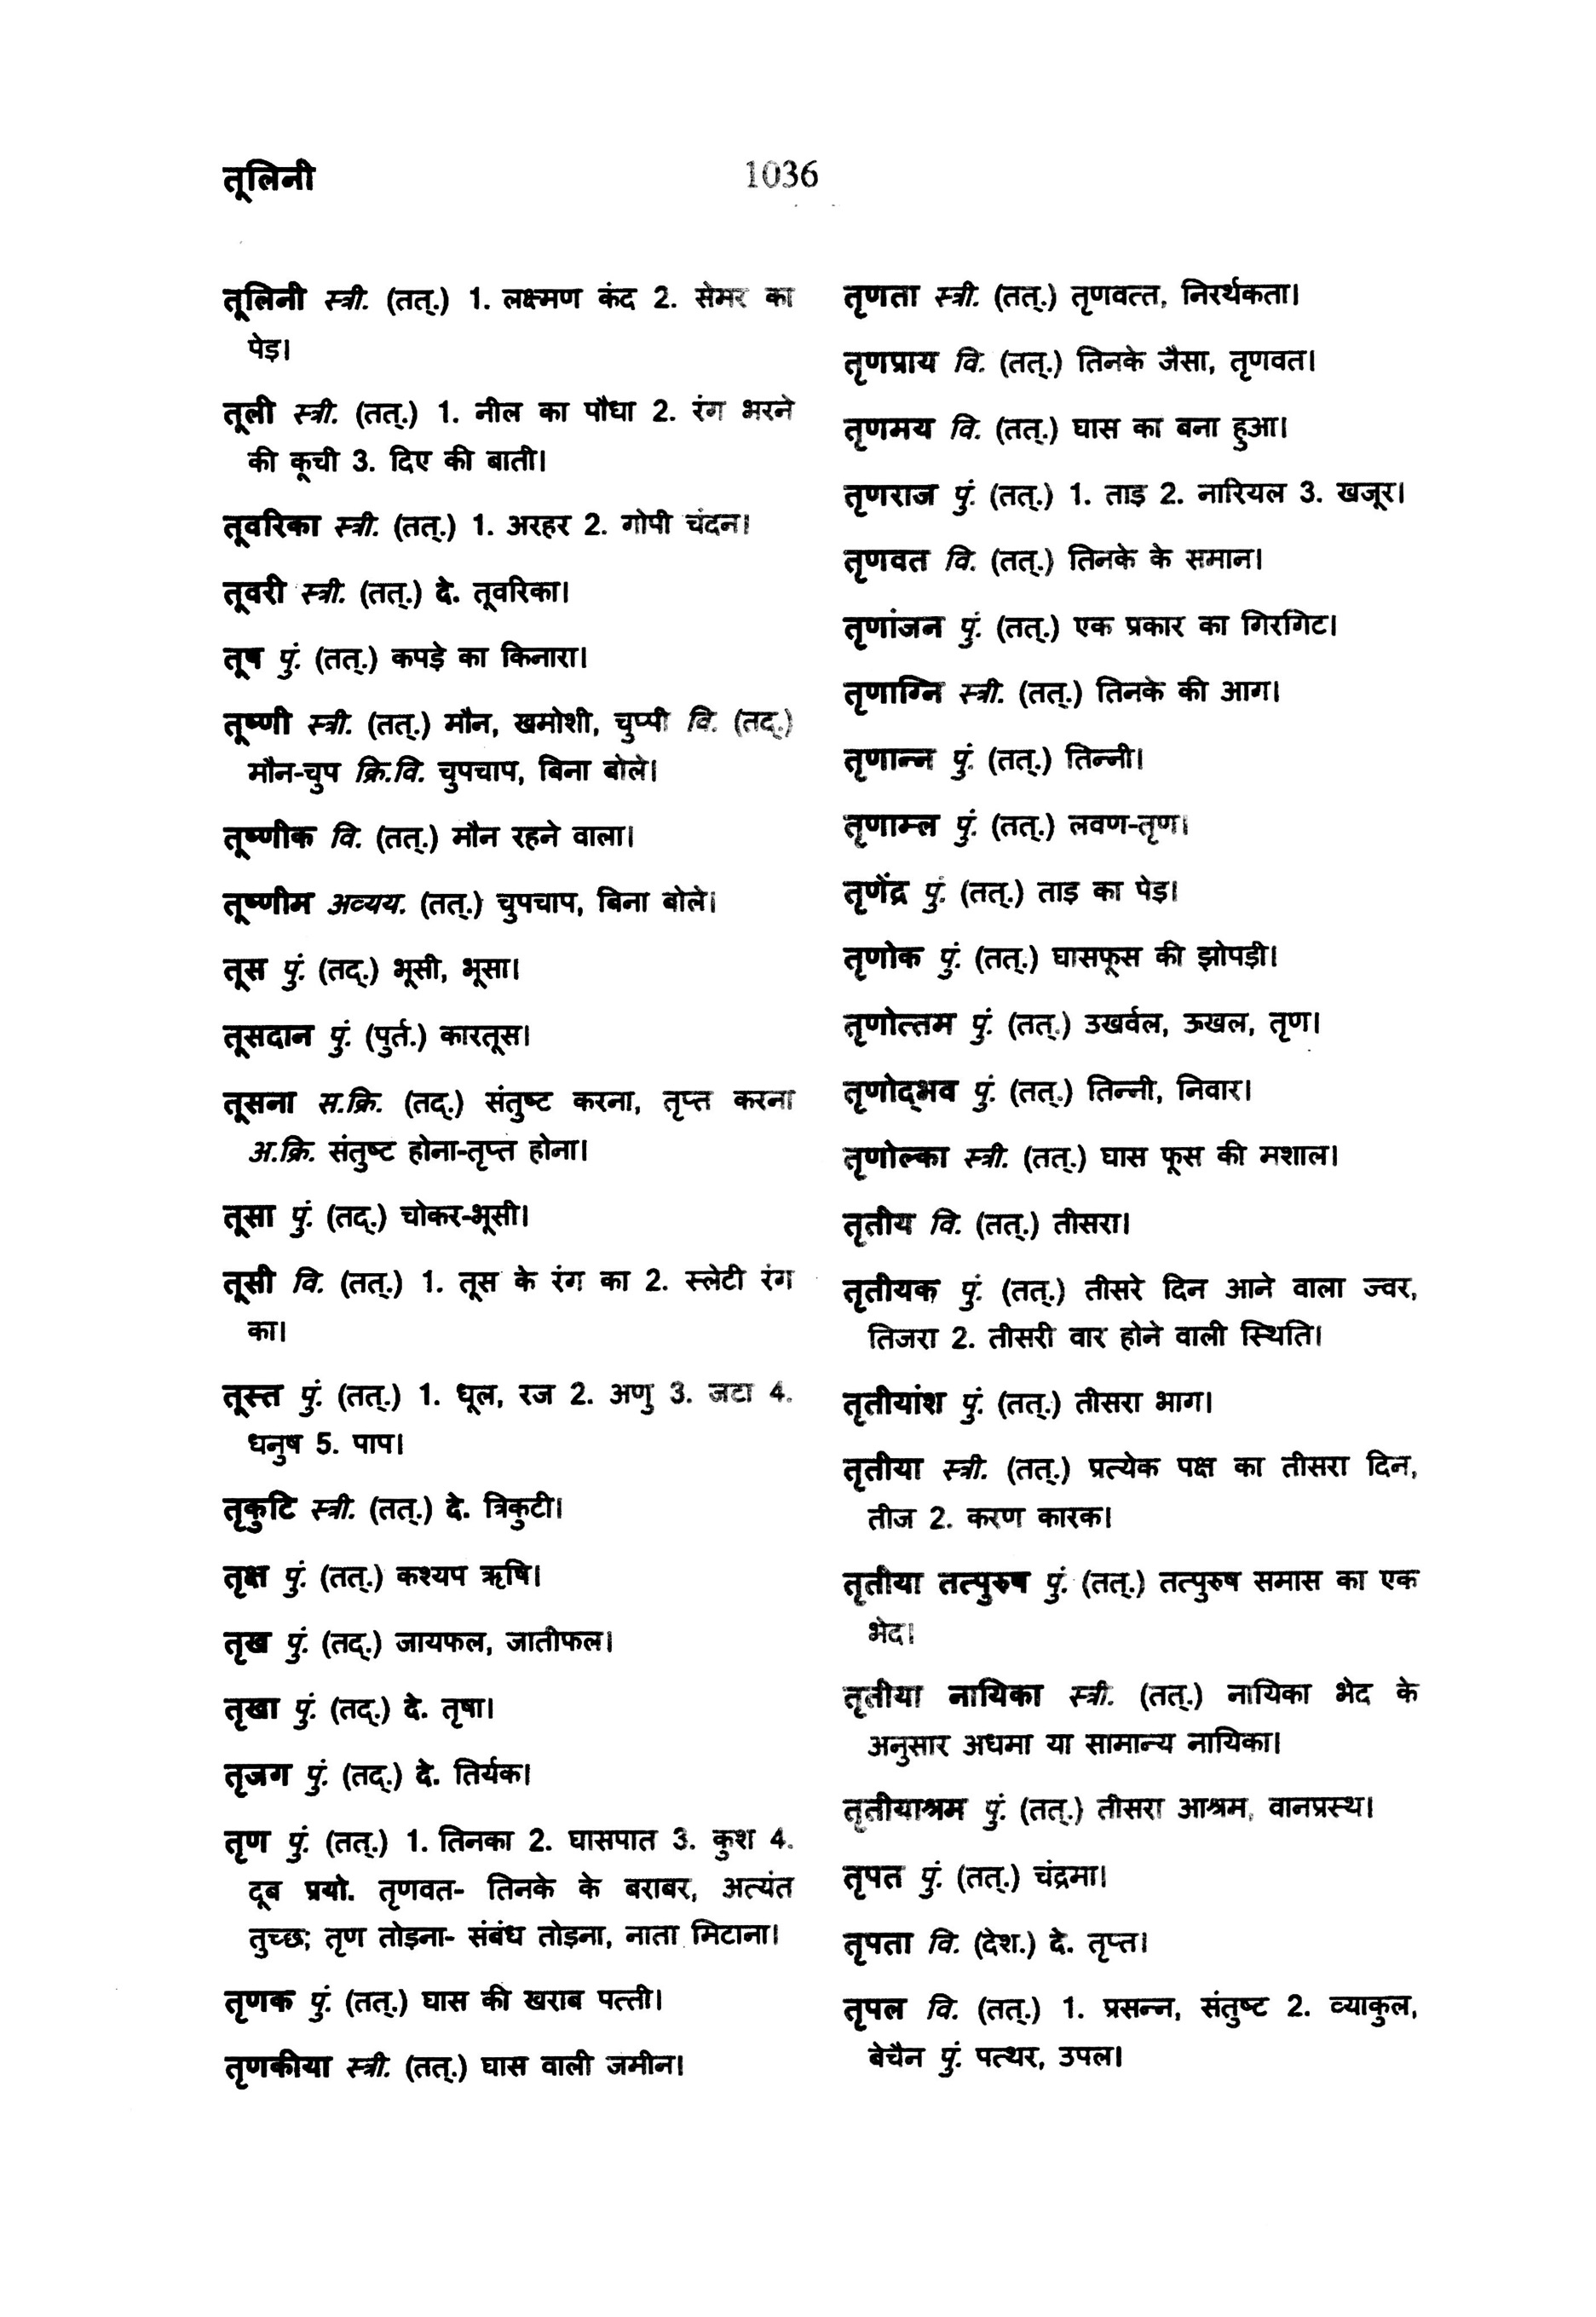 तूलिनी
1036
तूलिनी स्त्री. (तत्.) 1. लक्ष्मण कंद 2. सेमर का
पेड़।
तूली स्त्री. (तत्.) 1. नील का पौधा 2. रंग भरने
की कूची 3. दिए की बाती।
तूवरिका स्त्री. (तत्.) 1. अरहर 2. गोपी चंदन।
तूवरी स्त्री. (तत्.) दे. तूवरिका।
तूष पुं. (तत्.) कपड़े का किनारा।
तूष्णी स्त्री. (तत्.) मौन, खमोशी, चुप्पी वि. (तद्.)
मौन-चुप क्रि.वि. चुपचाप, बिना बोले।
तूष्णीक वि. (तत्.) मौन रहने वाला।
तूष्णीम अव्यय. (तत्.) चुपचाप, बिना बोले।
तूस पुं. (तद्.) भूसी, भूसा।
तूसदान पुं. (पुर्त.) कारतूस।
तूसना स.क्रि. (तद्.) संतुष्ट करना, तृप्त करना
अ.क्रि. संतुष्ट होना-तृप्त होना।
तूसा पुं. (तद्.) चोकर-भूसी।
तूसी वि. (तत्.) 1. तूस के रंग का 2. स्लेटी रंग
का।
तूस्त पुं. (तत्.) 1. धूल, रज 2. अणु 3. जटा 4.
धनुष 5. पाप।
तृकुटि स्त्री. (तत्.) दे. त्रिकुटी।
तृक्ष पुं. (तत्.) कश्यप ऋषि।
तृख पुं. (तद्.) जायफल, जातीफल।
तृखा पुं. (तद्.) दे. तृषा।
तृजग पुं. (तद्.) दे. तिर्यक।
तृण पुं. (तत्.) 1. तिनका 2. घासपात 3. कुश 4.
दूब प्रयो. तृणवत- तिनके के बराबर, अत्यंत
तुच्छ; तृण तोड़ना- संबंध तोड़ना, नाता मिटाना।
तृणक पुं. (तत्.) घास की खराब पत्ती।
तृणकीया स्त्री. (तत्.) घास वाली जमीन।
तृणता स्त्री. (तत्.) तृणवत्त, निरर्थकता।
तृणप्राय वि. (तत्.) तिनके जैसा, तृणवत।
तृणमय वि. (तत्.) घास का बना हुआ।
तृणराज पुं. (तत्.) 1. ताड़ 2. नारियल 3. खजूर।
तृणवत वि. (तत्.) तिनके के समान।
तृणांजन पुं. (तत्.) एक प्रकार का गिरगिट।
तृणाग्नि स्त्री. (तत्.) तिनके की आग।
तृणान्न पुं. (तत्.) तिन्नी।
तृणाम्ल पुं. (तत्.) लवण-तृण।
तृणेंद्र पुं. (तत्.) ताड़ का पेड़।
तृणोक पुं. (तत्.) घासफूस की झोपड़ी।
तृणोत्तम पुं. (तत्.) उखर्वल, ऊखल, तृण।
तृणोद्‌भव पुं. (तत्.) तिन्नी, निवार।
तृणोल्का स्त्री. (तत्.) घास फूस की मशाल।
तृतीय वि. (तत्.) तीसरा।
तृतीयक पुं. (तत्.) तीसरे दिन आने वाला ज्वर,
तिजरा 2. तीसरी वार होने वाली स्थिति।
तृतीयांश पुं. (तत्.) तीसरा भाग।
तृतीया स्त्री. (तत्.) प्रत्येक पक्ष का तीसरा दिन,
तीज 2. करण कारक।
तृतीया तत्पुरुष पुं. (तत्.) तत्पुरुष समास का एक
भेद।
तृतीया नायिका स्त्री. (तत्.) नायिका भेद के
अनुसार अधमा या सामान्य नायिका।
तृतीयाश्रम पुं. (तत्.) तीसरा आश्रम, वानप्रस्थ।
तृपत पुं. (तत्.) चंद्रमा।
तृपता वि. (देश.) दे. तृप्त।
तृपल वि. (तत्.) 1. प्रसन्न, संतुष्ट 2. व्याकुल,
बेचैन पुं. पत्थर, उपल।